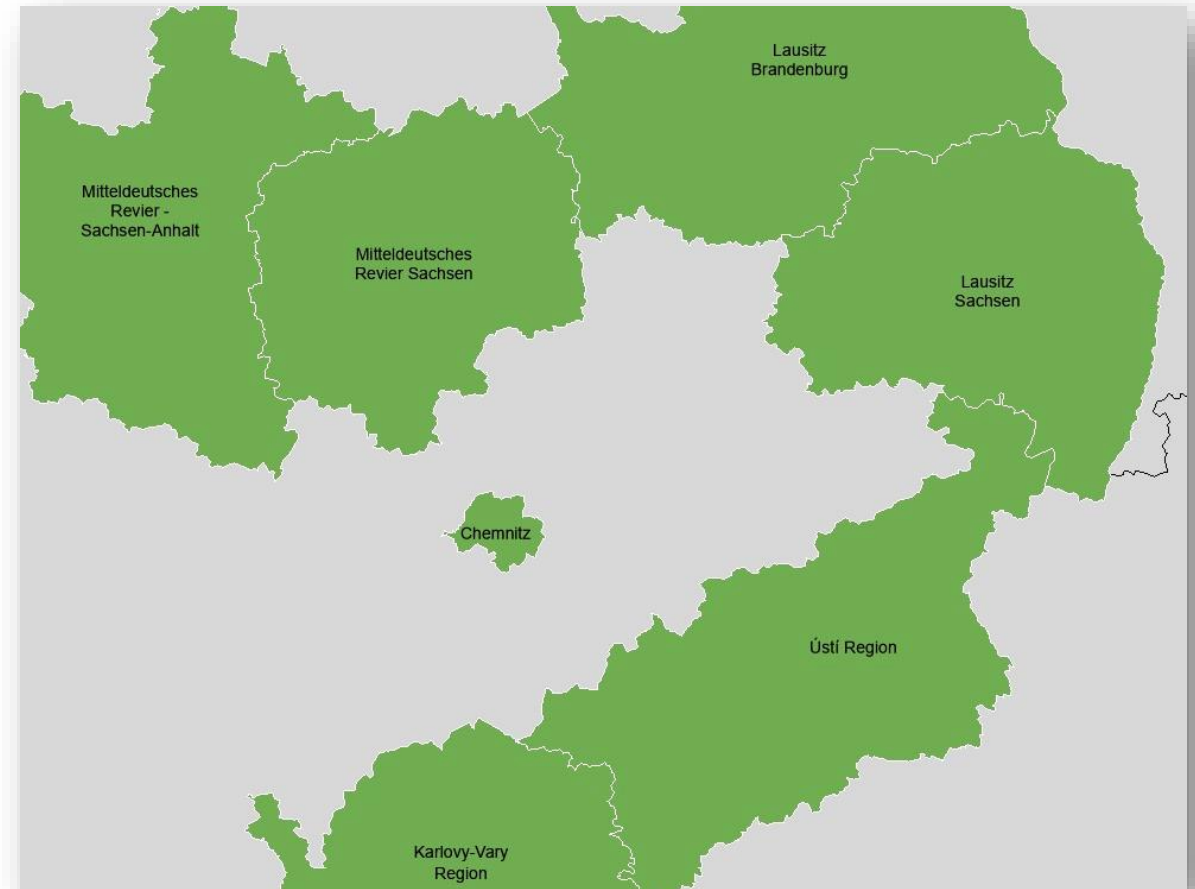 Lausitz
Brandenburg
Mitteldeutsches
Revier -
Sachsen-Anhalt
Mitteldeutsches
Revier Sachsen
Lausitz
Sachsen
Chemnitz
Ústí Region
Karlovy-Vary
Region